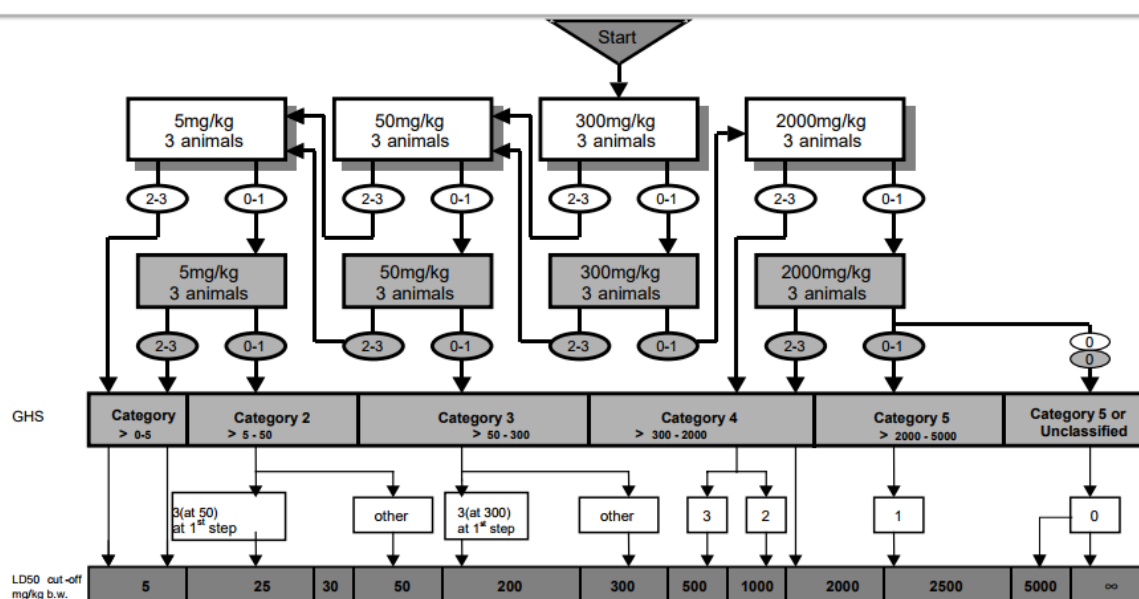 Start
5mg/kg
3 animals
50mg/kg
3 animals
300mg/kg
3 animals
2000mg/kg
3 animals
2-3
0-1
2-3
0-1
2-3
0-1
2-3
0-1
5mg/kg
3 animals
50mg/kg
3 animals
300mg/kg
3 animals
2000mg/kg
3 animals
2-3
0-1
2-3
0-1
2-3
0-1
2-3
0-1
0
0
GHS
Category
> 0-5
Category 2
> 5 - 50
Category 3
> 50 - 300
Category 4
> 300 - 2000
Category 5
> 2000 - 5000
Category 5 or
Unclassified
3(at 50)
at 1st step
other
3(at 300)
at 1st step
other
3
2
1
0
LD50 cut-off
mg/kg b.w.
5
25
30
50
200
300
500
1000
2000
2500
5000
∞